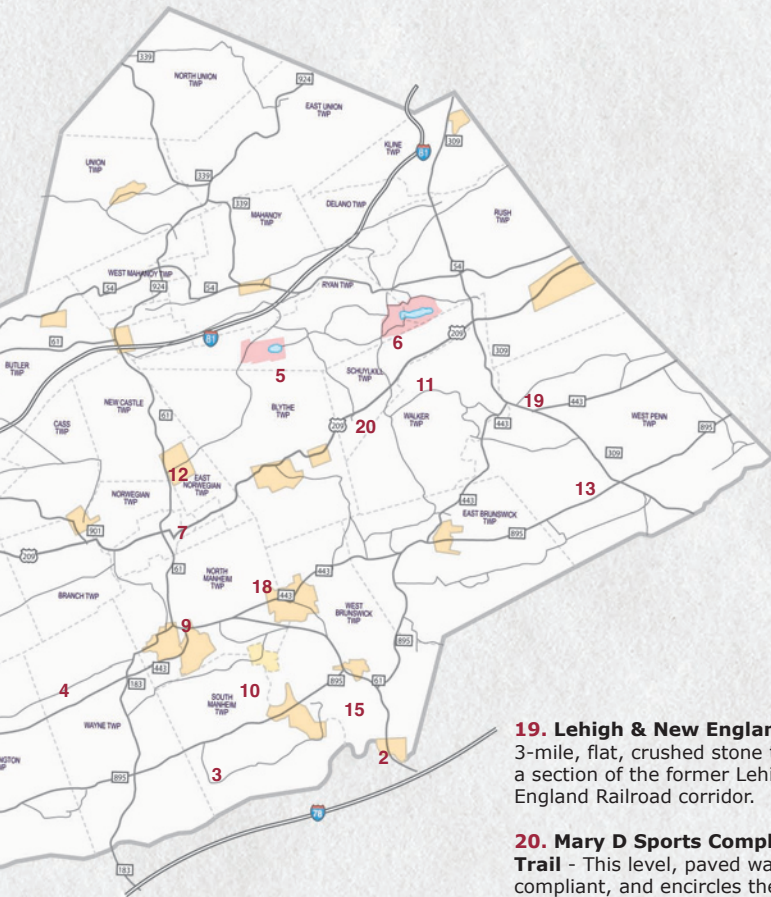 339
NORTH UNION
TWP
924
EAST UNION
TWP
81
309
KLINE
TWP
UNION
TWP
339
339
MAHANOY
TWP
DELANO TWP
RUSH
TWP
WEST MAHANOY TWP
54
924
54
RYAN TWP
54
61
81
6
209
309
BUTLER
TWP
5
SCHUYLKILL
TWP
11
NEW CASTLE
TWP
61
BLYTHE
TWP
209
20
WALKER
TWP
19
443
443
WEST PENN
TWP
895
CASS
TWP
309
12
EAST
NORWEGIAN
TWP
13
NORWEGIAN
TWP
443
EAST BRUNSWICK
TWP
895
901
7
209
61
NORTH
MANHEIM
TWP
18
443
443
BRANCH TWP
WEST
BRUNSWICK
TWP
9
895
443
183
4
10
SOUTH
MANHEIM
TWP
895
61
15
WAYNE TWP
2
3
895
78
183
19. Lehigh & New
3-mile, flat, crushed stone
a section of the former
England Railroad corridor.
20. Mary D Sports
Trail - This level, paved
compliant, and encircles the